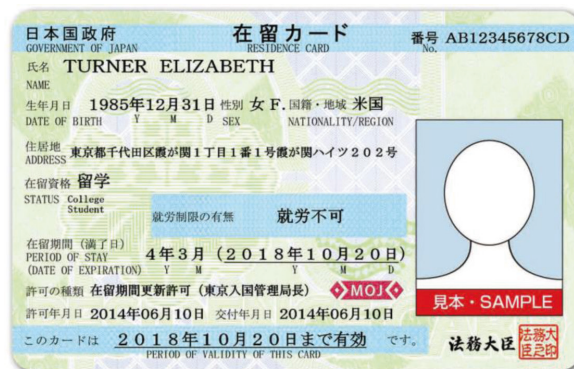 日本国政府 在留カード 番号 AB12345678CD
GOVERNMENT OF JAPAN RESIDENCE CARD No.
氏名 TURNER ELIZABETH
NAME
生年月日 1985年12月31日 性別 女 F. 国籍・地域 米国
DATE OF BIRTH Y M D SEX NATIONALITY/REGION
住居地 東京都千代田区霞が関1丁目1番1号霞が関ハイツ202号
ADDRESS
在留資格 留学
STATUS College Student
就労制限の有無 就労不可
在留期間(満了日) 4年3月(2018年10月20日)
PERIOD OF STAY
(DATE OF EXPIRATION) Y M Y M D
許可の種類 在留期間更新許可(東京入国管理局長) MOJ
見本・SAMPLE
許可年月日 2014年06月10日 交付年月日 2014年06月10日
このカードは 2018年10月20日まで有効 です。
PERIOD OF VALIDITY OF THIS CARD
法務大臣 法務大臣之印